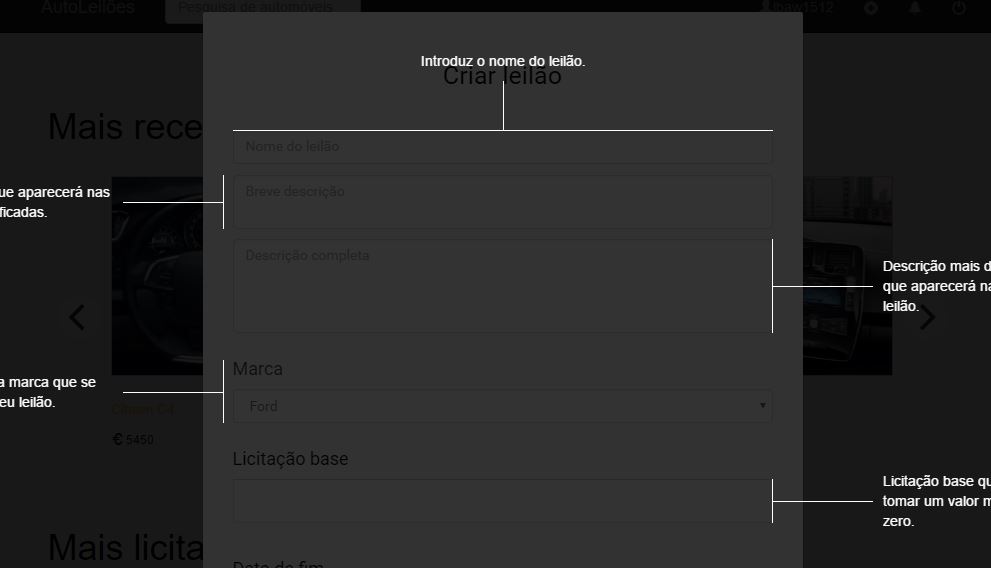 AutoLeilões
Pesquisa de automóveis
lbaw1512
Introduz o nome do leilão.
Criar leilão
Mais rece
Nome do leilão
ue aparecerá nas
ficadas.
Breve descrição
Descrição completa
Descrição mais d
que aparecerá na
leilão.
Marca
a marca que se
eu leilão.
Ford
Citroen C4
€ 5450
Licitação base
Licitação base qu
tomar um valor m
zero.
Mais licita
Data de fim